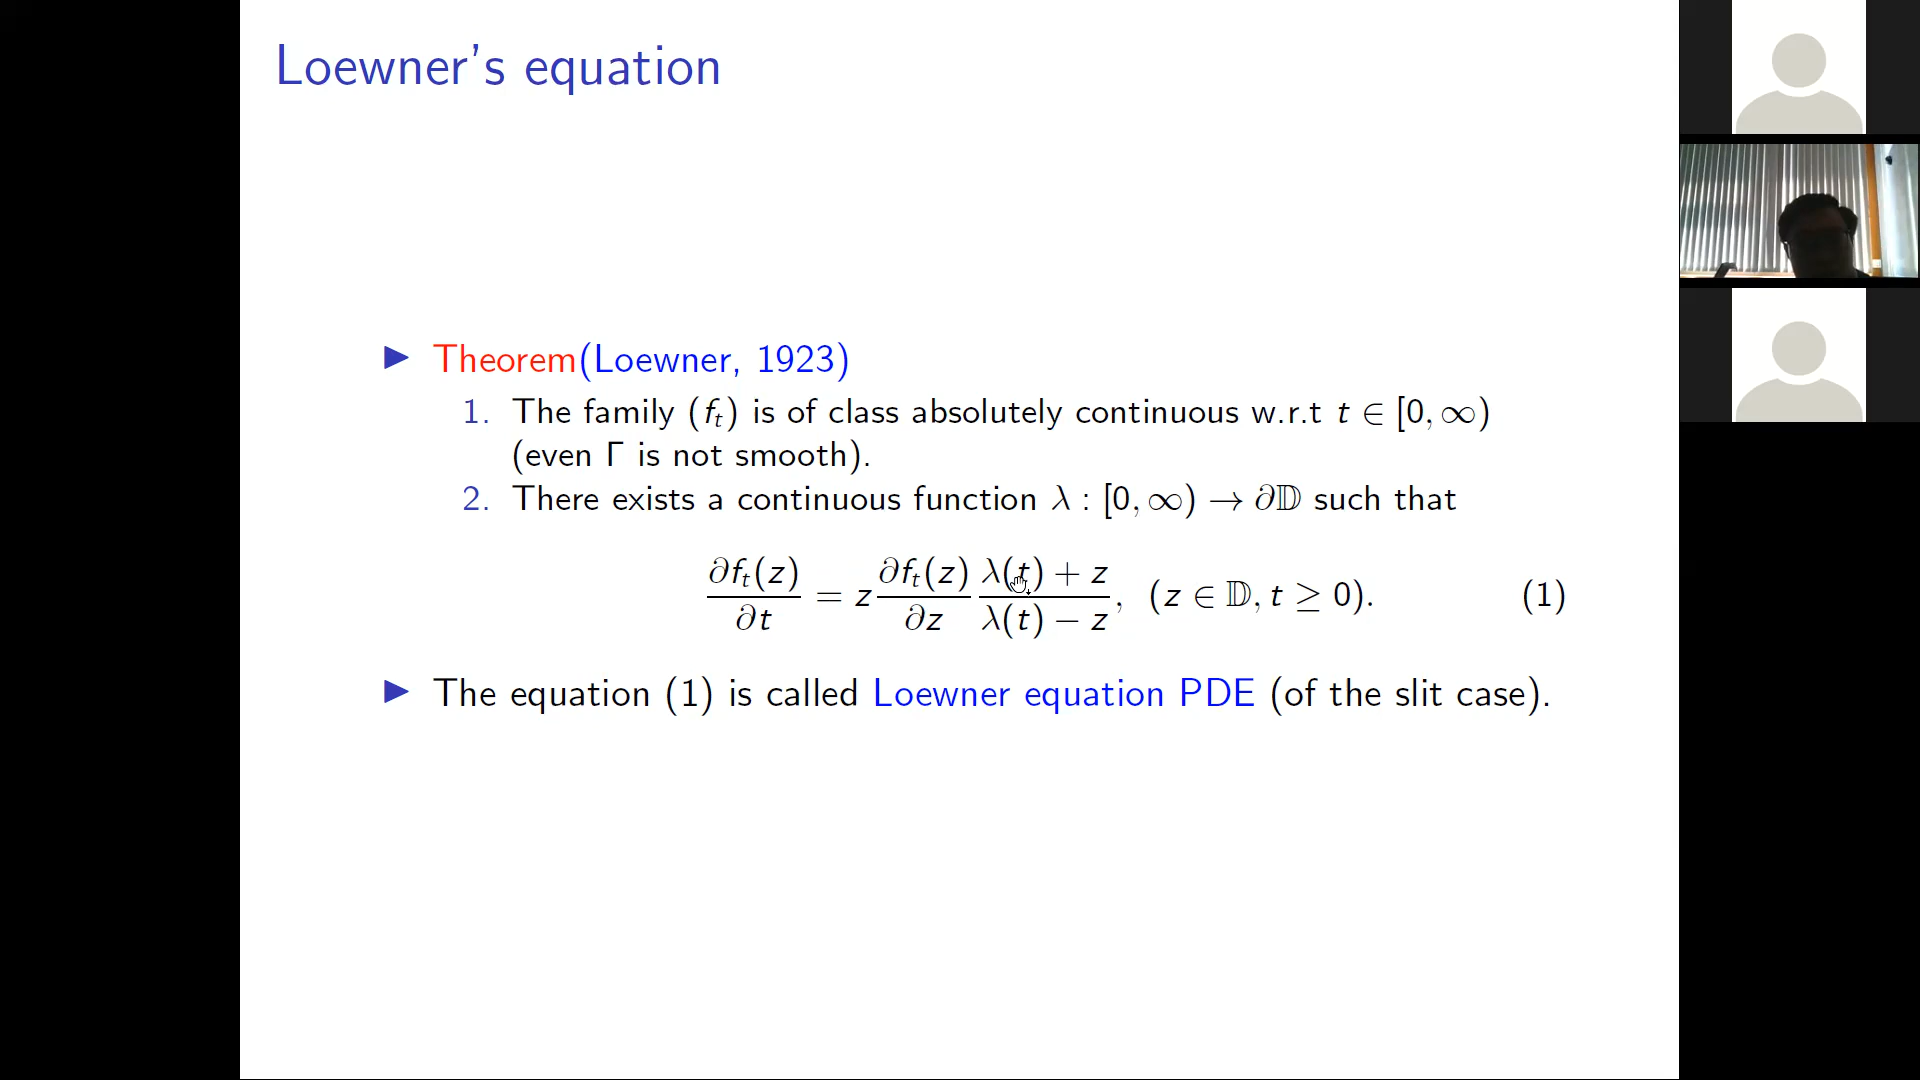 Loewner's equation
▶ Theorem(Loewner, 1923)
1. The family (f_t) is of class absolutely continuous w.r.t t ∈ [0, ∞)
(even Γ is not smooth).
2. There exists a continuous function λ : [0, ∞) → ∂𝔻 such that
∂f_t(z)/∂t = z ∂f_t(z)/∂z (λ(t) + z)/(λ(t) − z), (z ∈ 𝔻, t ≥ 0). (1)
▶ The equation (1) is called Loewner equation PDE (of the slit case).